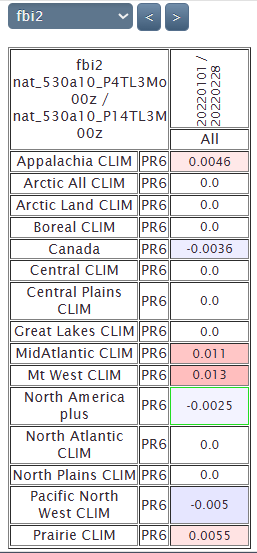 fbi2
<
>
fbi2
nat_530a10_P4TL3Mo
00z /
nat_530a10_P14TL3M
00z
20220101 /
20220228
All
Appalachia CLIM PR6 0.0046
Arctic All CLIM PR6 0.0
Arctic Land CLIM PR6 0.0
Boreal CLIM PR6 0.0
Canada PR6 -0.0036
Central CLIM PR6 0.0
Central Plains
CLIM PR6 0.0
Great Lakes CLIM PR6 0.0
MidAtlantic CLIM PR6 0.011
Mt West CLIM PR6 0.013
North America
plus PR6 -0.0025
North Atlantic
CLIM PR6 0.0
North Plains CLIM PR6 0.0
Pacific North
West CLIM PR6 -0.005
Prairie CLIM PR6 0.0055